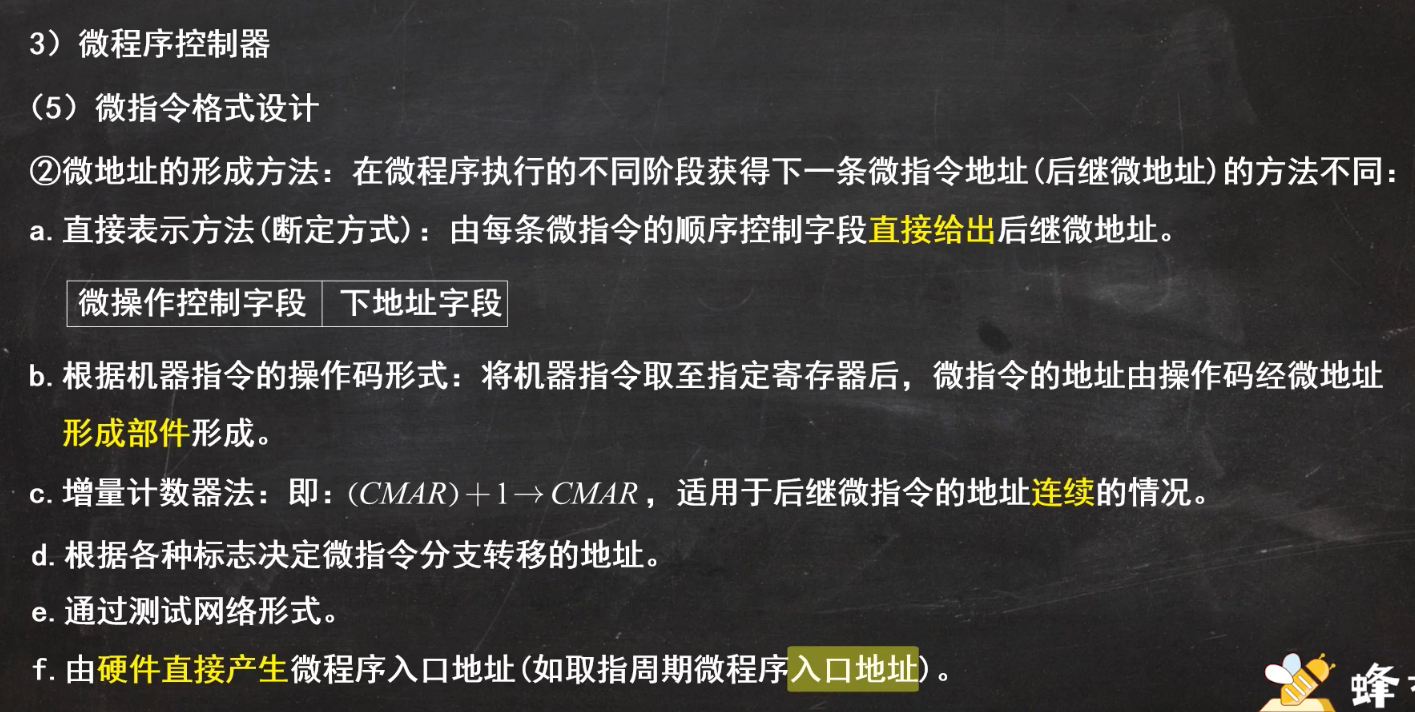 3）微程序控制器
（5）微指令格式设计
②微地址的形成方法：在微程序执行的不同阶段获得下一条微指令地址(后继微地址)的方法不同：
a. 直接表示方法(断定方式)：由每条微指令的顺序控制字段直接给出后继微地址。
微操作控制字段 下地址字段
b. 根据机器指令的操作码形式：将机器指令取至指定寄存器后，微指令的地址由操作码经微地址
形成部件形成。
c. 增量计数器法：即：(CMAR)+1→CMAR，适用于后继微指令的地址连续的情况。
d. 根据各种标志决定微指令分支转移的地址。
e. 通过测试网络形式。
f. 由硬件直接产生微程序入口地址(如取指周期微程序入口地址)。
蜂